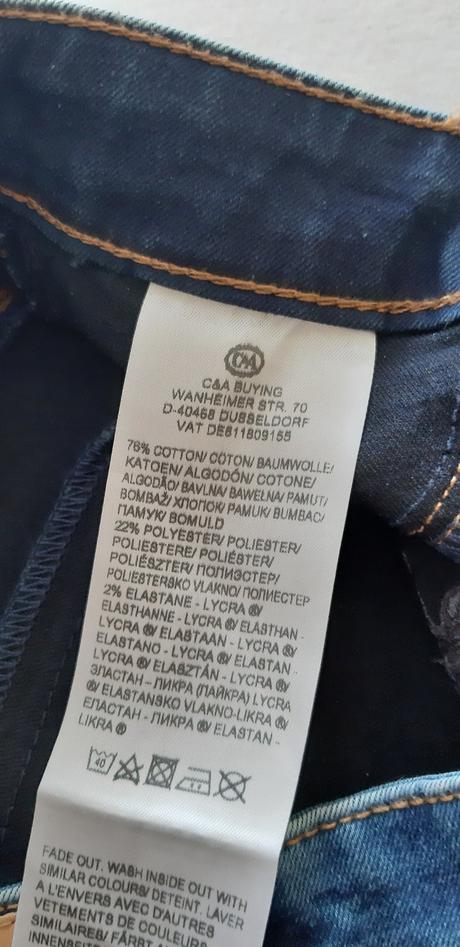 C&A
C&A BUYING
WANHEIMER STR. 70
D-40468 DUBSELDORF
VAT DE811809155
76% COTTON/ COTON/ BAUMWOLLE/
KATOEN/ ALGODÓN/ COTONE/
ALGODÃO/ BAVLNA/ BAWEŁNA/ PAMUT/
BOMBAŽ/ ХЛОПОК/ PAMUK/ BUMBAC/
ПАМУК/ BOMULD
22% POLYESTER/ POLIESTER/
POLIESTERE/ POLIÉSTER/
POLIÉSZTER/ ПОЛИЭСТЕР/
POLIESTERSKO VLAKNO/ ПОЛИЕСТЕР
2% ELASTANE - LYCRA ®/
ELASTHANNE - LYCRA ®/ ELASTHAN -
LYCRA ®/ ELASTAAN - LYCRA ®/
ELASTANO - LYCRA ®/ ELASTAN -
LYCRA ®/ ELASZTÁN - LYCRA ®/
ЭЛАСТАН - ЛИКРА (ЛАЙКРА) LYCRA
®/ ELASTANSKO VLAKNO-LIKRA ®/
ЕЛАСТАН - ЛИКРА ®/ ELASTAN -
LIKRA ®
40
FADE OUT. WASH INSIDE OUT WITH
SIMILAR COLOURS/ DETEINT. LAVER
A L'ENVERS AVEC D'AUTRES
VETEMENTS DE COULEURS
SIMILAIRES/ FÄRBT
INNENSEITE